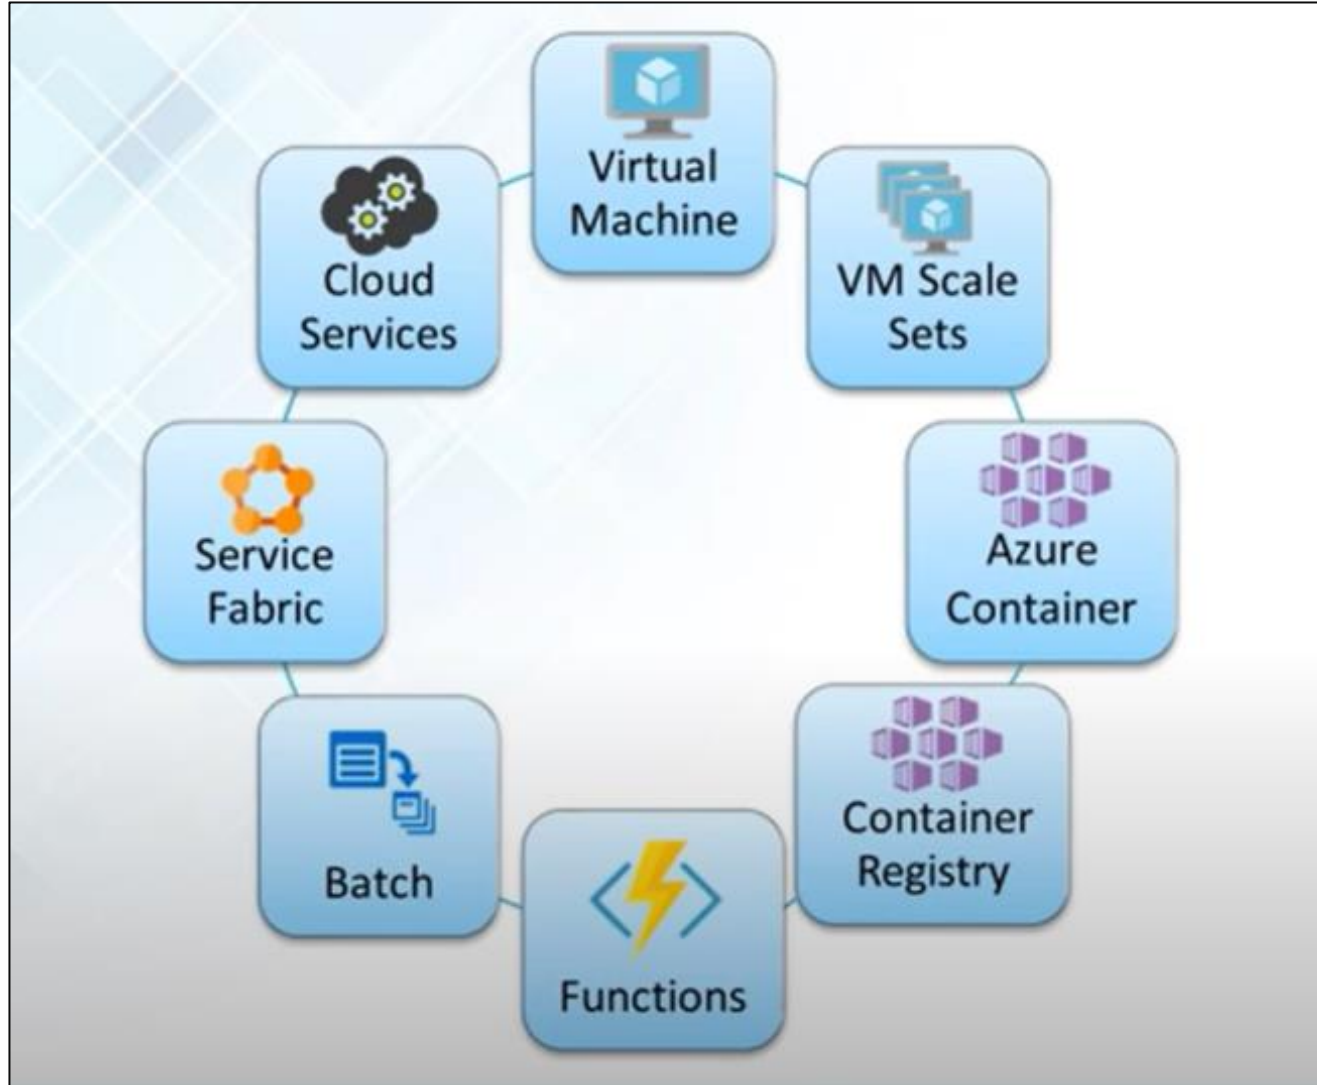 Virtual
Machine
VM Scale
Sets
Azure
Container
Container
Registry
Functions
Batch
Service
Fabric
Cloud
Services